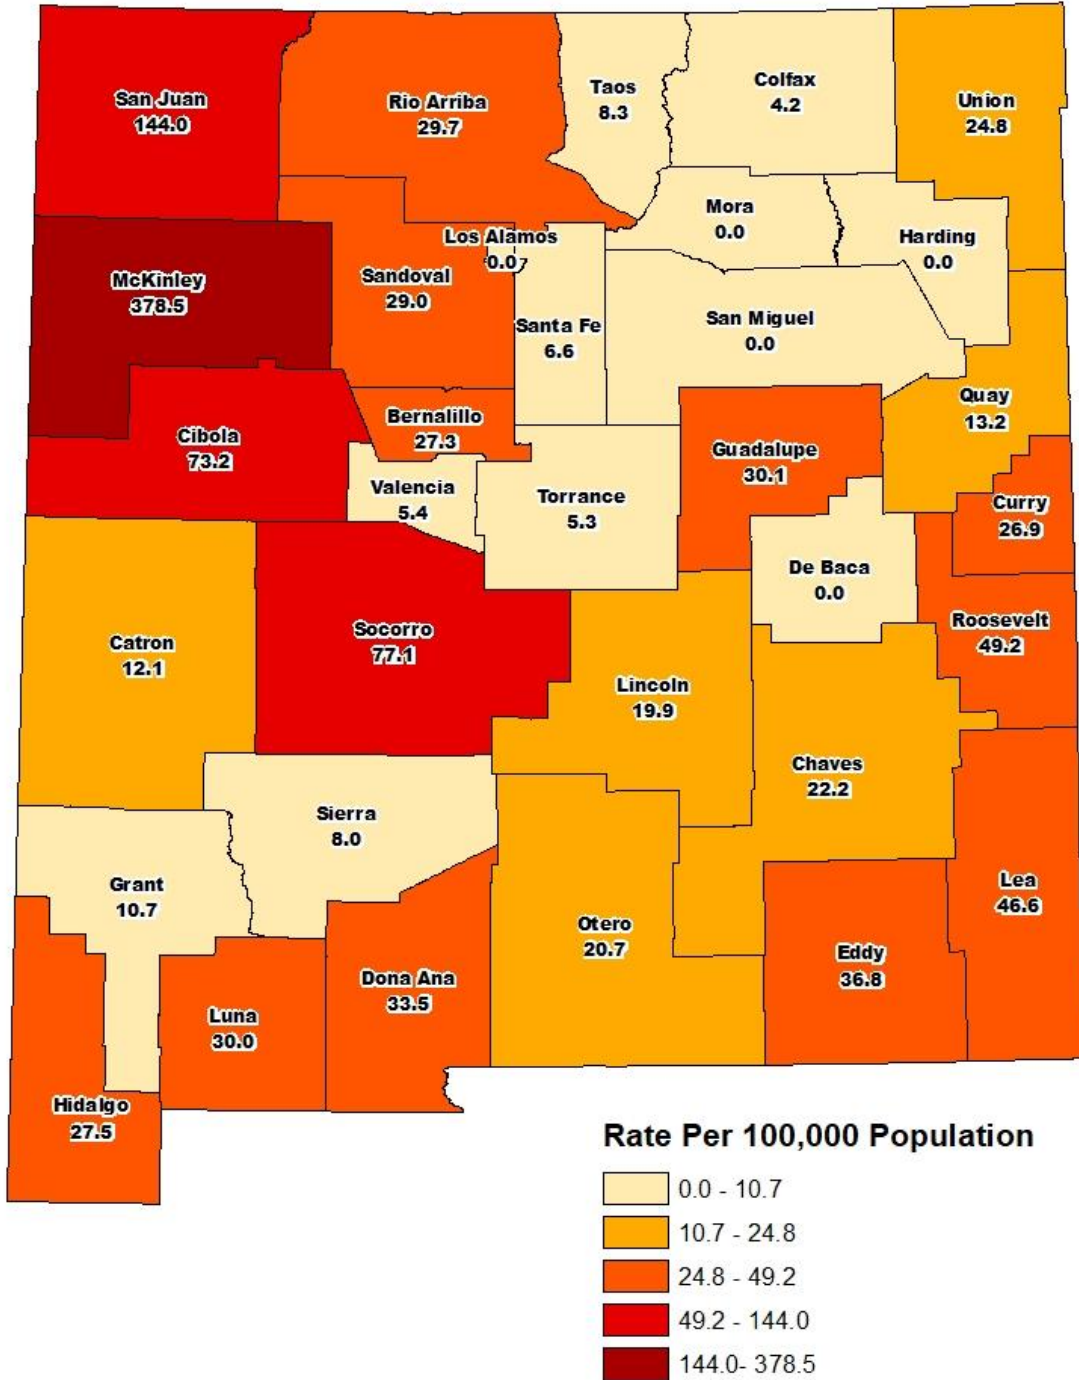 San Juan
144.0
Rio Arriba
29.7
Taos
8.3
Colfax
4.2
Union
24.8
Mora
0.0
Harding
0.0
Los Alamos
0.0
McKinley
378.5
Sandoval
29.0
Santa Fe
6.6
San Miguel
0.0
Quay
13.2
Cibola
73.2
Bernalillo
27.3
Guadalupe
30.1
Valencia
5.4
Torrance
5.3
Curry
26.9
De Baca
0.0
Roosevelt
49.2
Catron
12.1
Socorro
77.1
Lincoln
19.9
Chaves
22.2
Sierra
8.0
Grant
10.7
Lea
46.6
Otero
20.7
Eddy
36.8
Dona Ana
33.5
Luna
30.0
Hidalgo
27.5
Rate Per 100,000 Population
0.0 - 10.7
10.7 - 24.8
24.8 - 49.2
49.2 - 144.0
144.0- 378.5